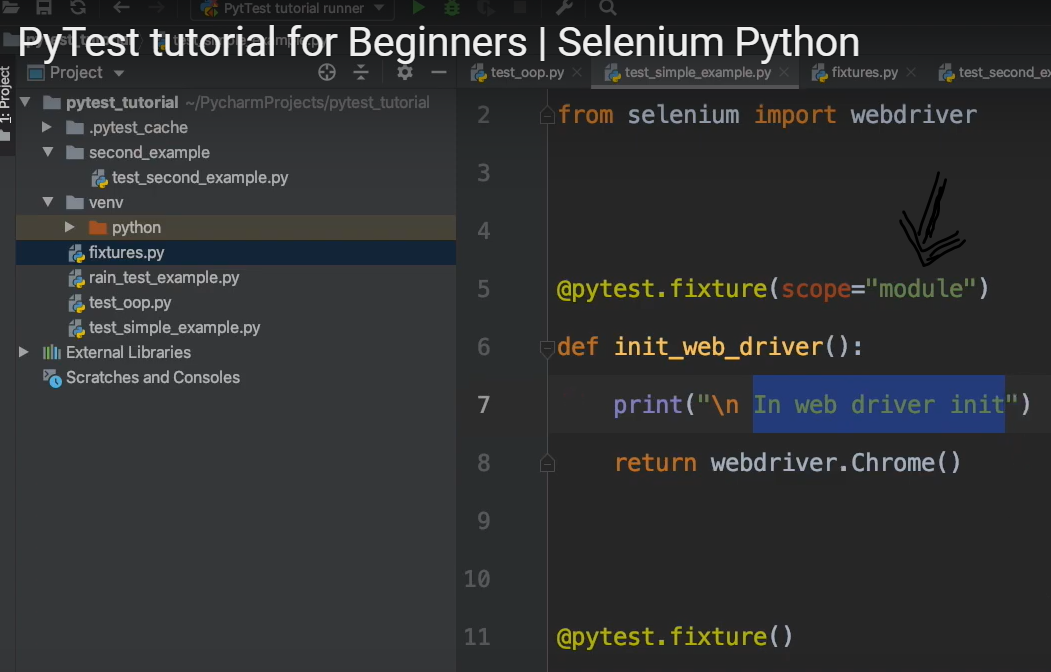 PyTest tutorial runner
PyTest tutorial for Beginners | Selenium Python
1: Project
Project
test_oop.py
test_simple_example.py
fixtures.py
test_second_ex
pytest_tutorial ~/PycharmProjects/pytest_tutorial
.pytest_cache
second_example
test_second_example.py
venv
python
fixtures.py
rain_test_example.py
test_oop.py
test_simple_example.py
External Libraries
Scratches and Consoles
2 from selenium import webdriver
3
4
5 @pytest.fixture(scope="module")
6 def init_web_driver():
7 print("\n In web driver init")
8 return webdriver.Chrome()
9
10
11 @pytest.fixture()